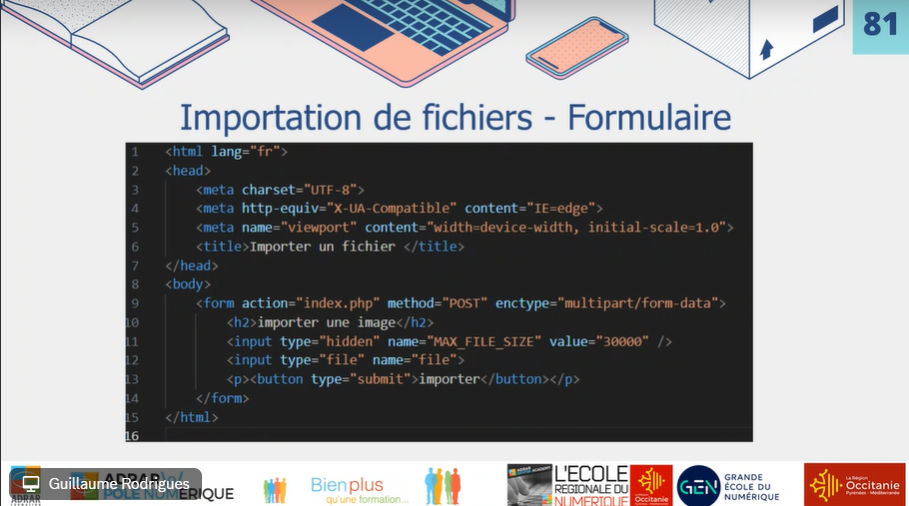 81
Importation de fichiers - Formulaire
1 <html lang="fr">
2 <head>
3 <meta charset="UTF-8">
4 <meta http-equiv="X-UA-Compatible" content="IE=edge">
5 <meta name="viewport" content="width=device-width, initial-scale=1.0">
6 <title>Importer un fichier </title>
7 </head>
8 <body>
9 <form action="index.php" method="POST" enctype="multipart/form-data">
10 <h2>importer une image</h2>
11 <input type="hidden" name="MAX_FILE_SIZE" value="30000" />
12 <input type="file" name="file">
13 <p><button type="submit">importer</button></p>
14 </form>
15 </html>
16
Guillaume Rodrigues
ADRAR
PÔLE NUMÉRIQUE
Bienplus
qu'une formation...
L'ECOLE
REGIONALE DU
NUMERIQUE
Occitanie
GEN
GRANDE
ÉCOLE DU
NUMÉRIQUE
La Région
Occitanie
Pyrénées - Méditerranée